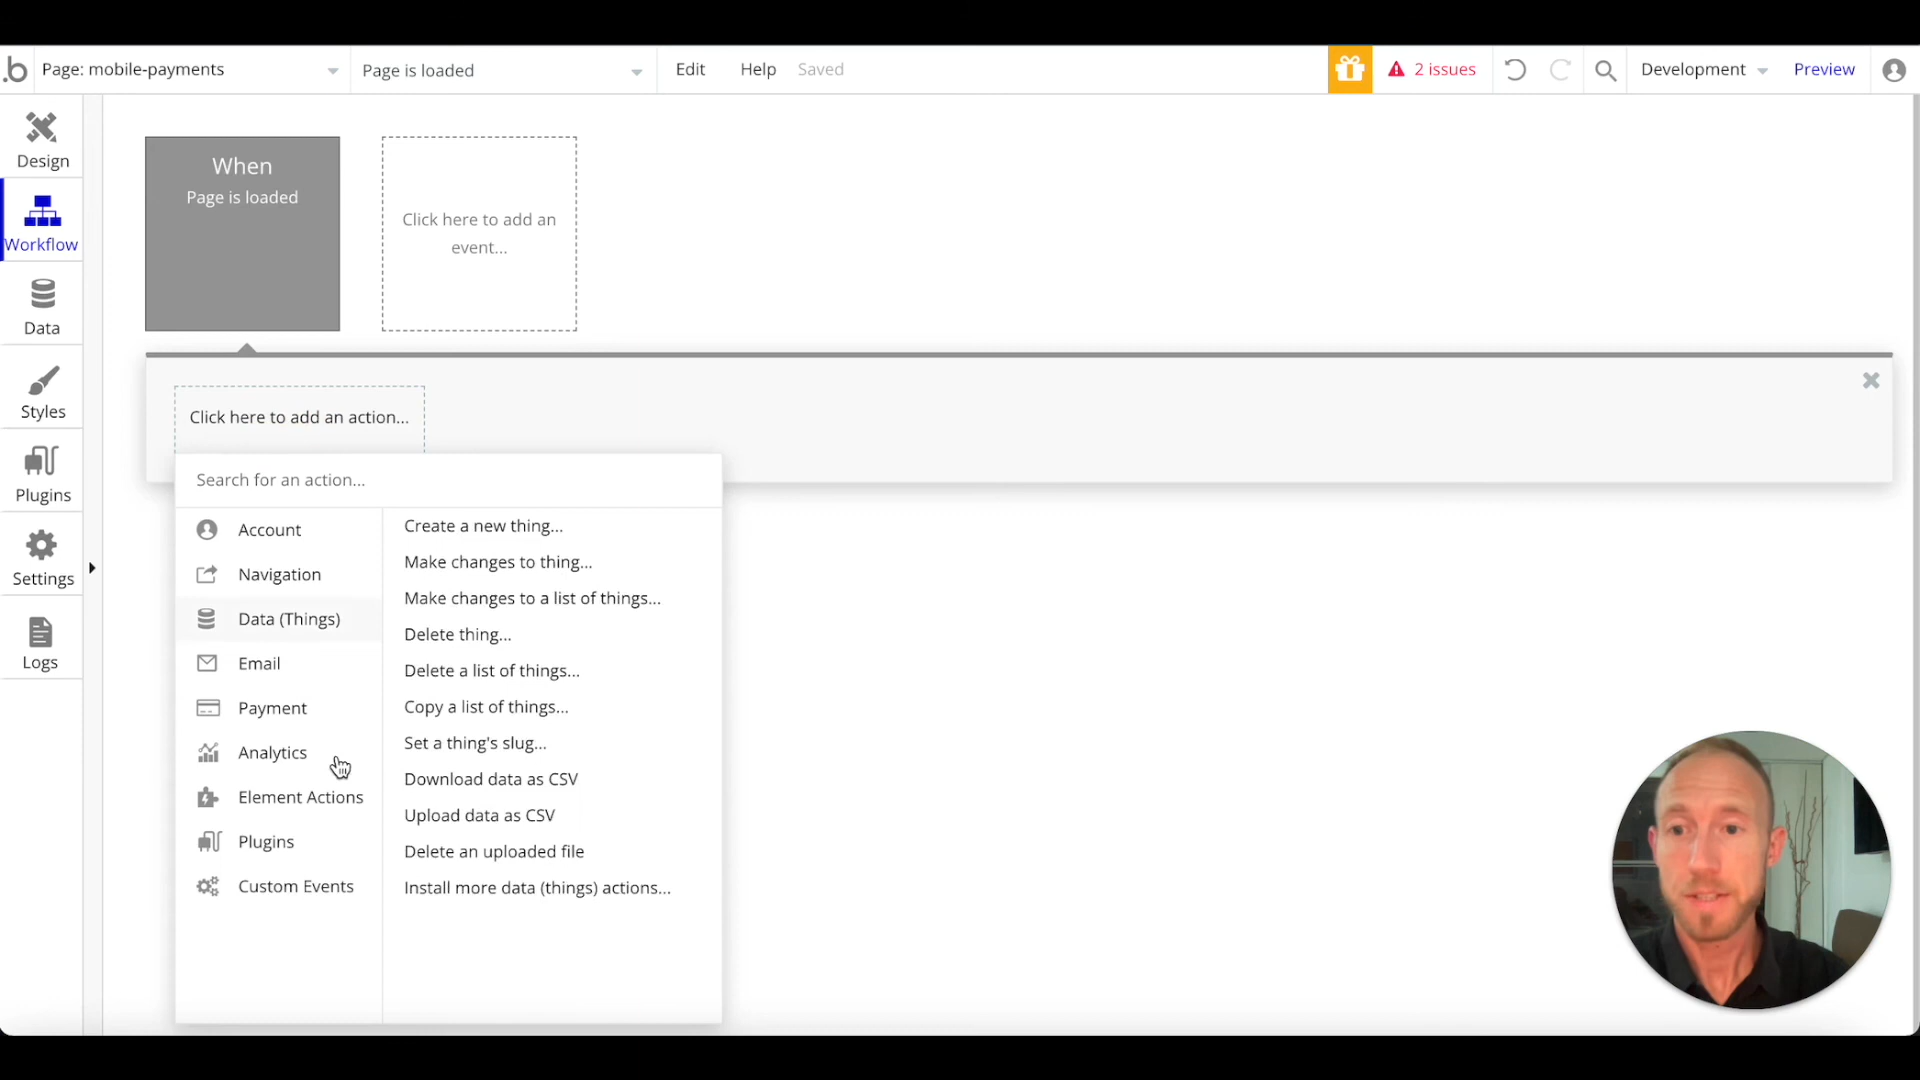 .b Page: mobile-payments Page is loaded Edit Help Saved 2 issues Development Preview
Design
Workflow
Data
Styles
Plugins
Settings
Logs
When
Page is loaded
Click here to add an
event...
Click here to add an action...
Search for an action...
Account
Navigation
Data (Things)
Email
Payment
Analytics
Element Actions
Plugins
Custom Events
Create a new thing...
Make changes to thing...
Make changes to a list of things...
Delete thing...
Delete a list of things...
Copy a list of things...
Set a thing's slug...
Download data as CSV
Upload data as CSV
Delete an uploaded file
Install more data (things) actions...